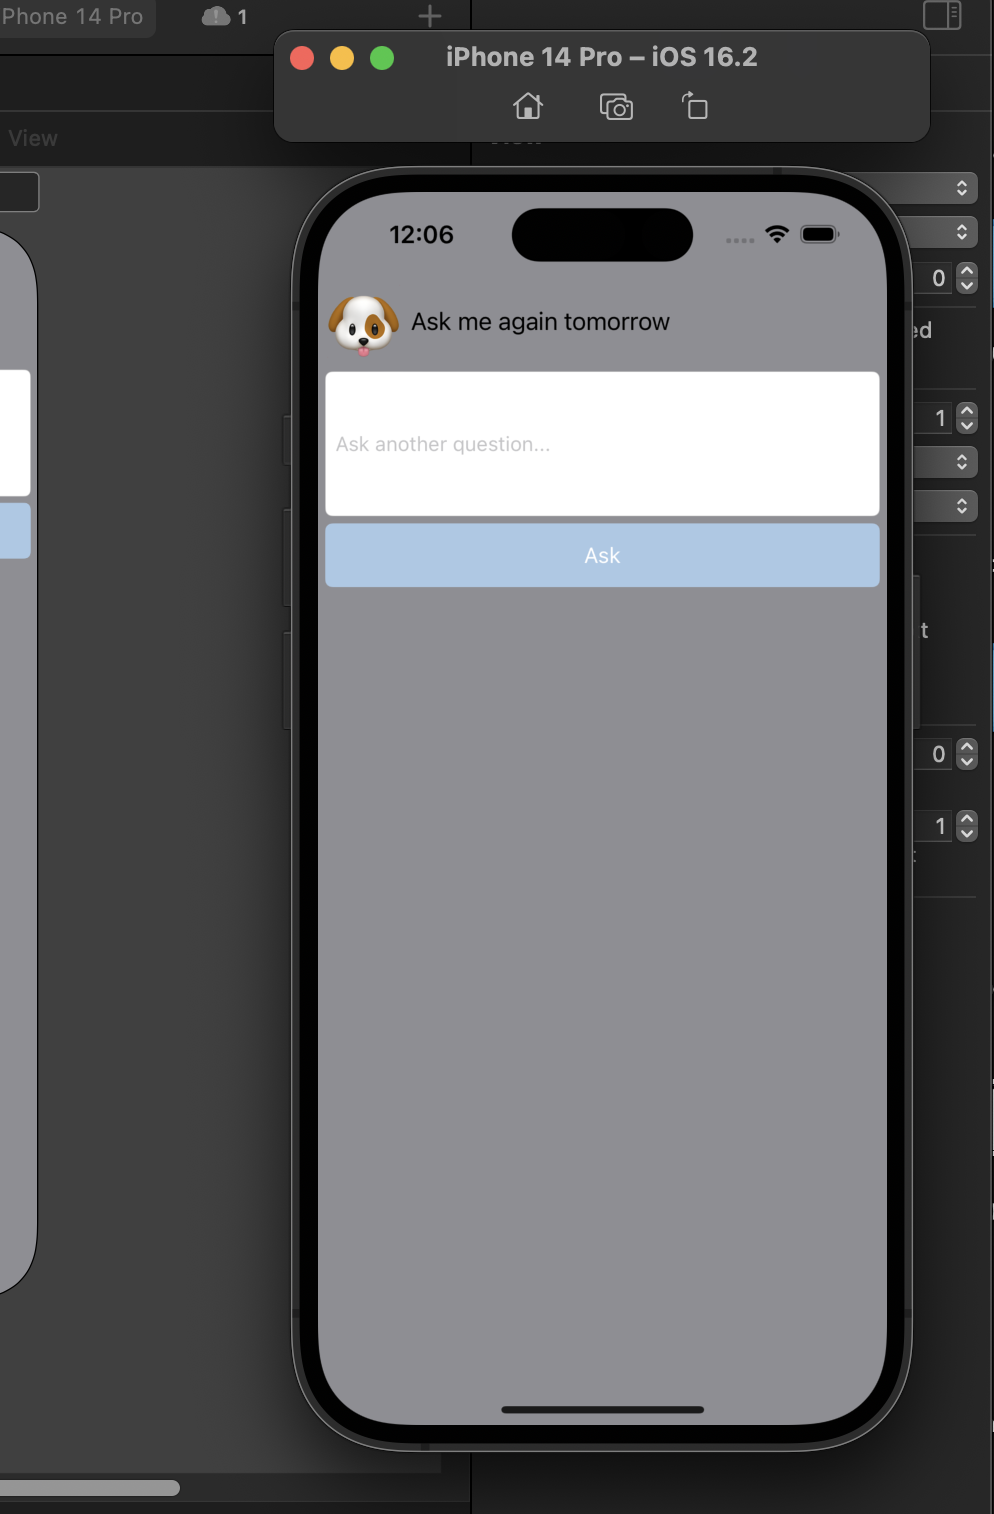 Phone 14 Pro
1
iPhone 14 Pro – iOS 16.2
View
12:06
0
ed
Ask me again tomorrow
1
Ask another question...
Ask
t
0
1